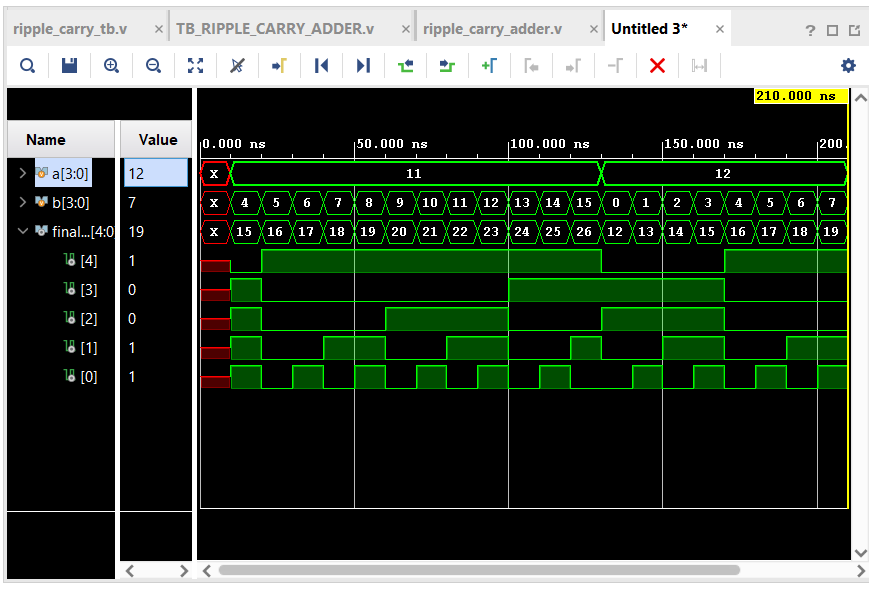 ripple_carry_tb.v × TB_RIPPLE_CARRY_ADDER.v × ripple_carry_adder.v × Untitled 3* × ?
210.000 ns
Name Value 0.000 ns 50.000 ns 100.000 ns 150.000 ns 200.
a[3:0] 12 X 11 12
b[3:0] 7 X 4 5 6 7 8 9 10 11 12 13 14 15 0 1 2 3 4 5 6 7
final...[4:0 19 X 15 16 17 18 19 20 21 22 23 24 25 26 12 13 14 15 16 17 18 19
[4] 1
[3] 0
[2] 0
[1] 1
[0] 1